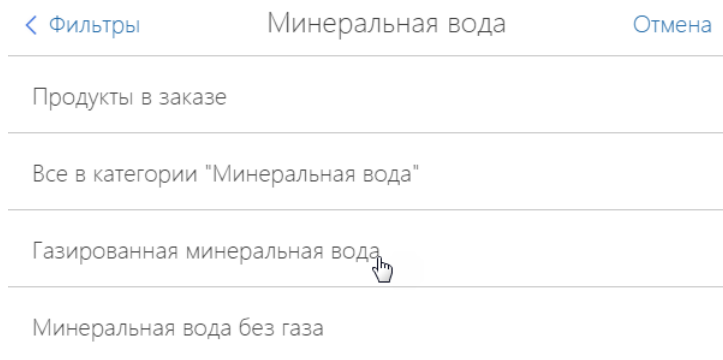 Фильтры Минеральная вода Отмена
Продукты в заказе
Все в категории "Минеральная вода"
Газированная минеральная вода
Минеральная вода без газа